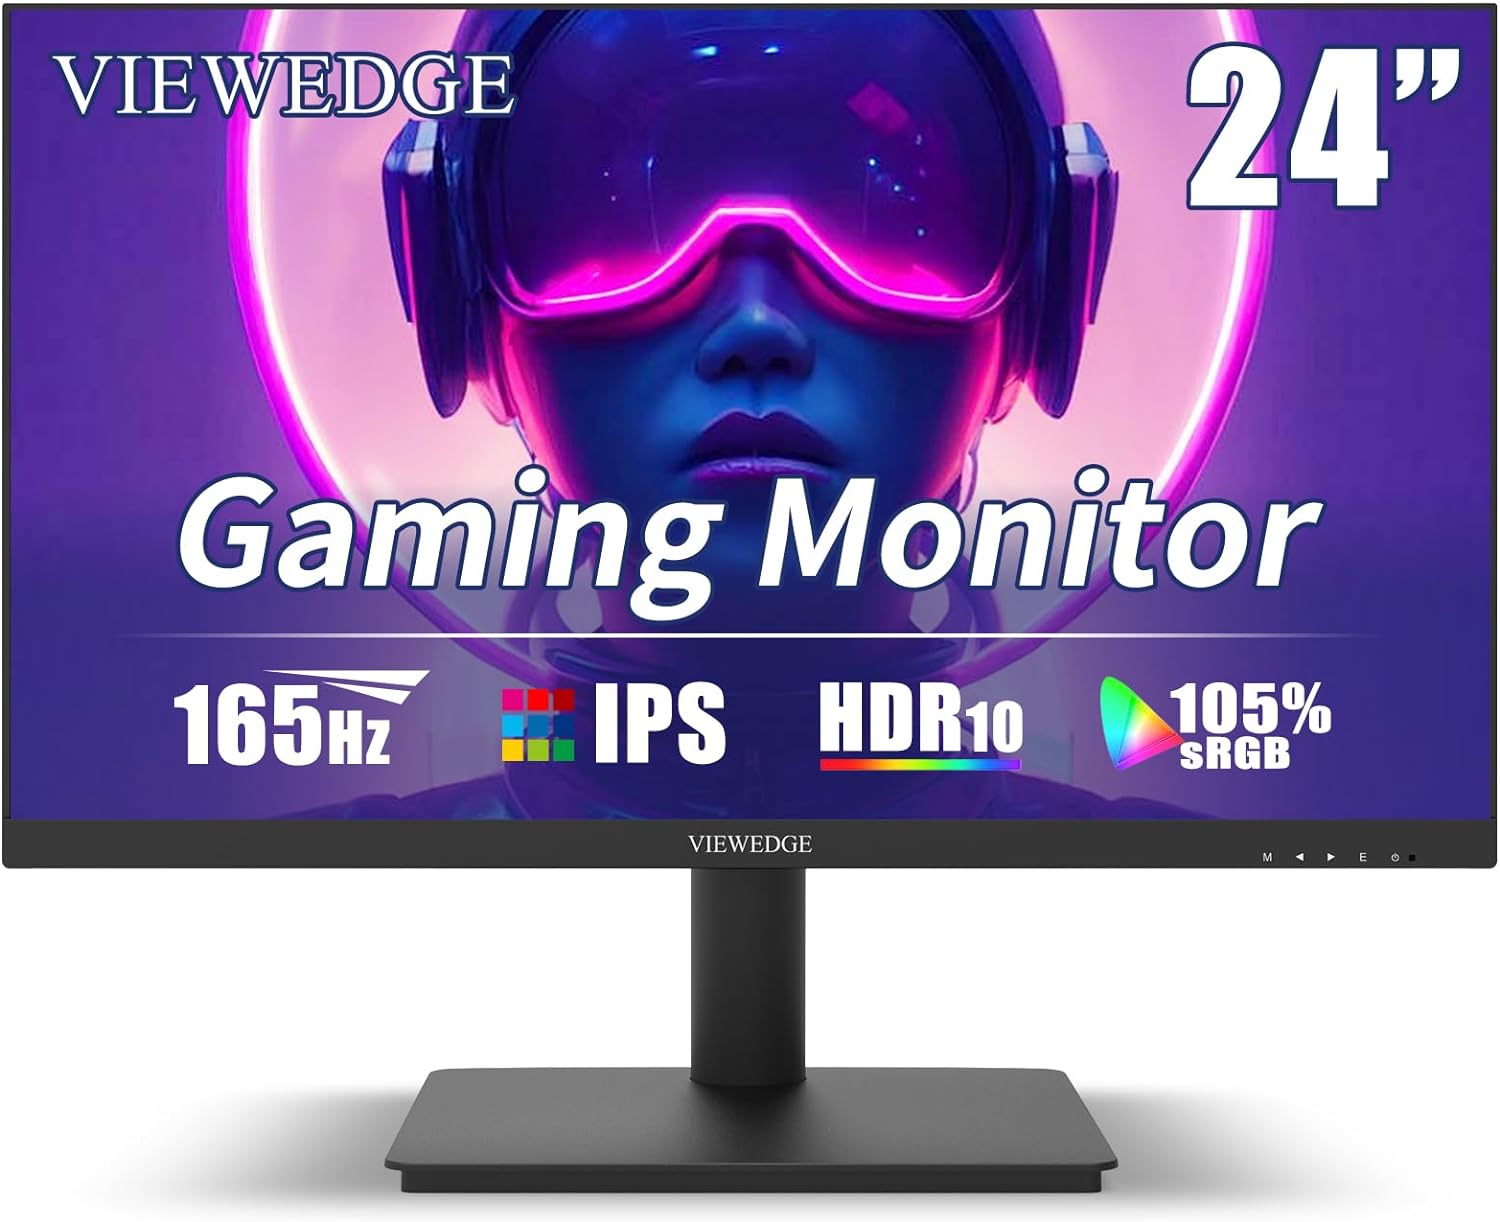 VIEWEDGE
24”
Gaming Monitor
165Hz
IPS
HDR10
105%
sRGB
VIEWEDGE
M ◀ ▶ E ⏻